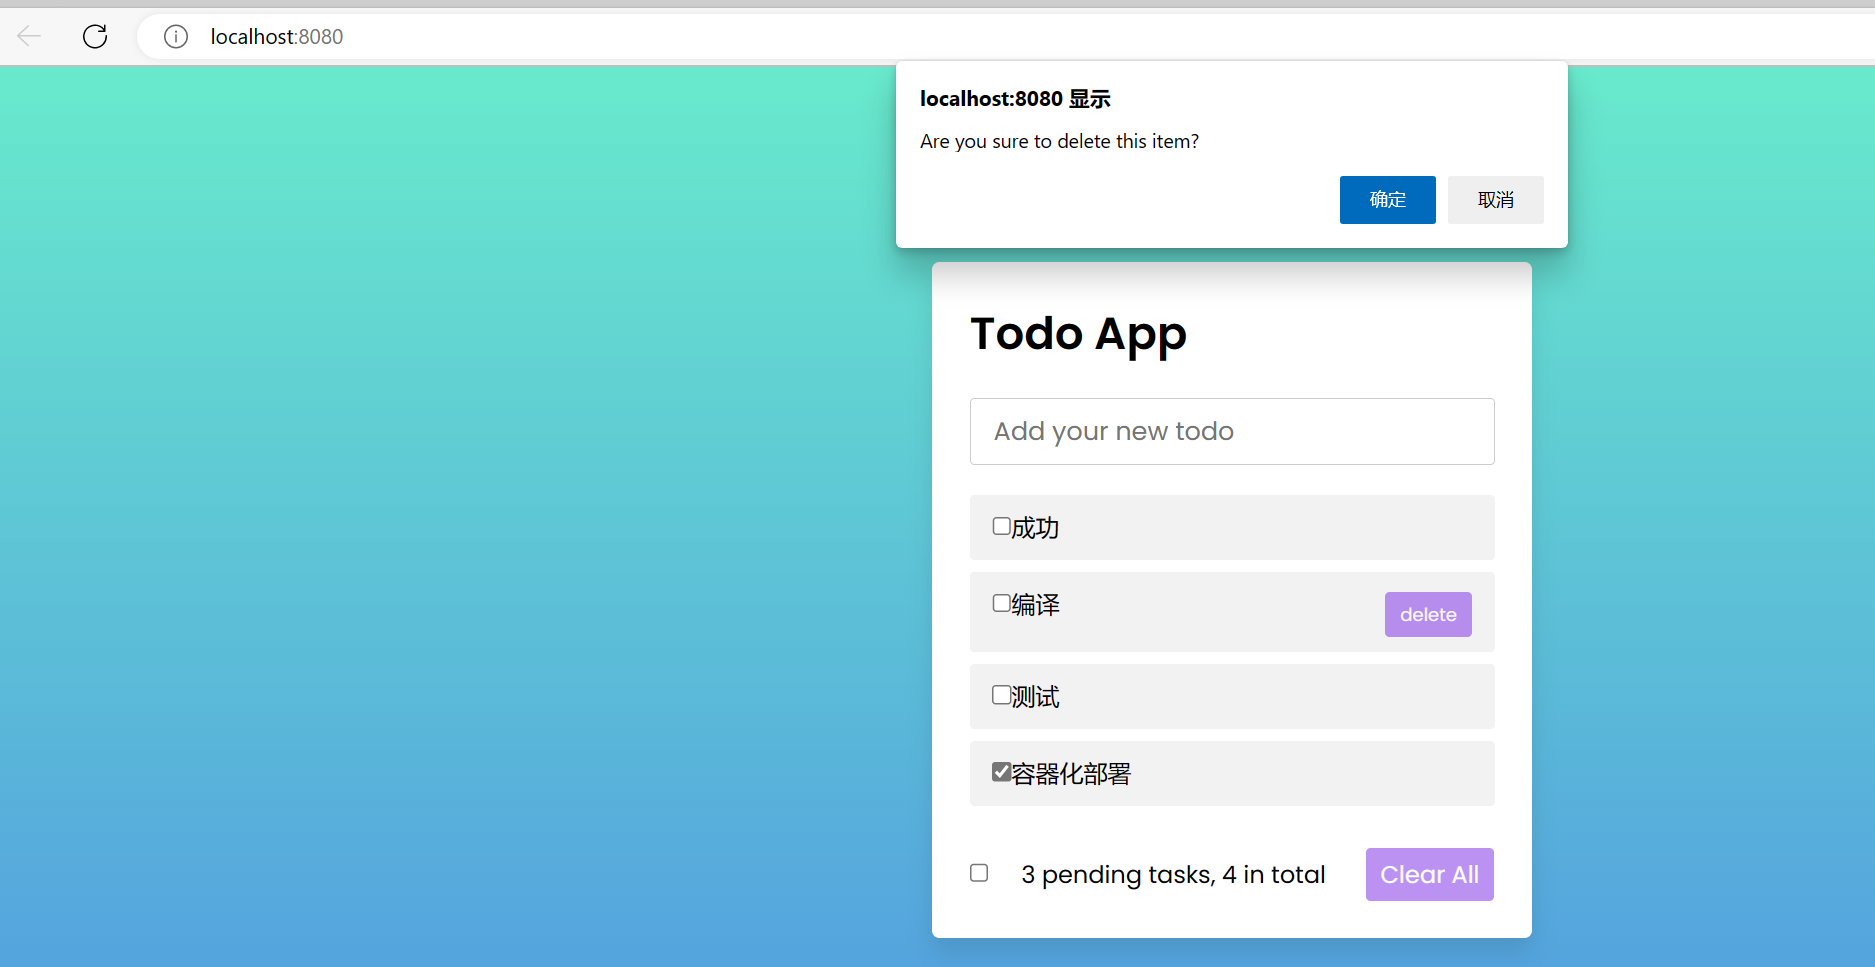 localhost:8080
localhost:8080 显示
Are you sure to delete this item?
确定 取消
Todo App
Add your new todo
成功
编译 delete
测试
容器化部署
3 pending tasks, 4 in total Clear All